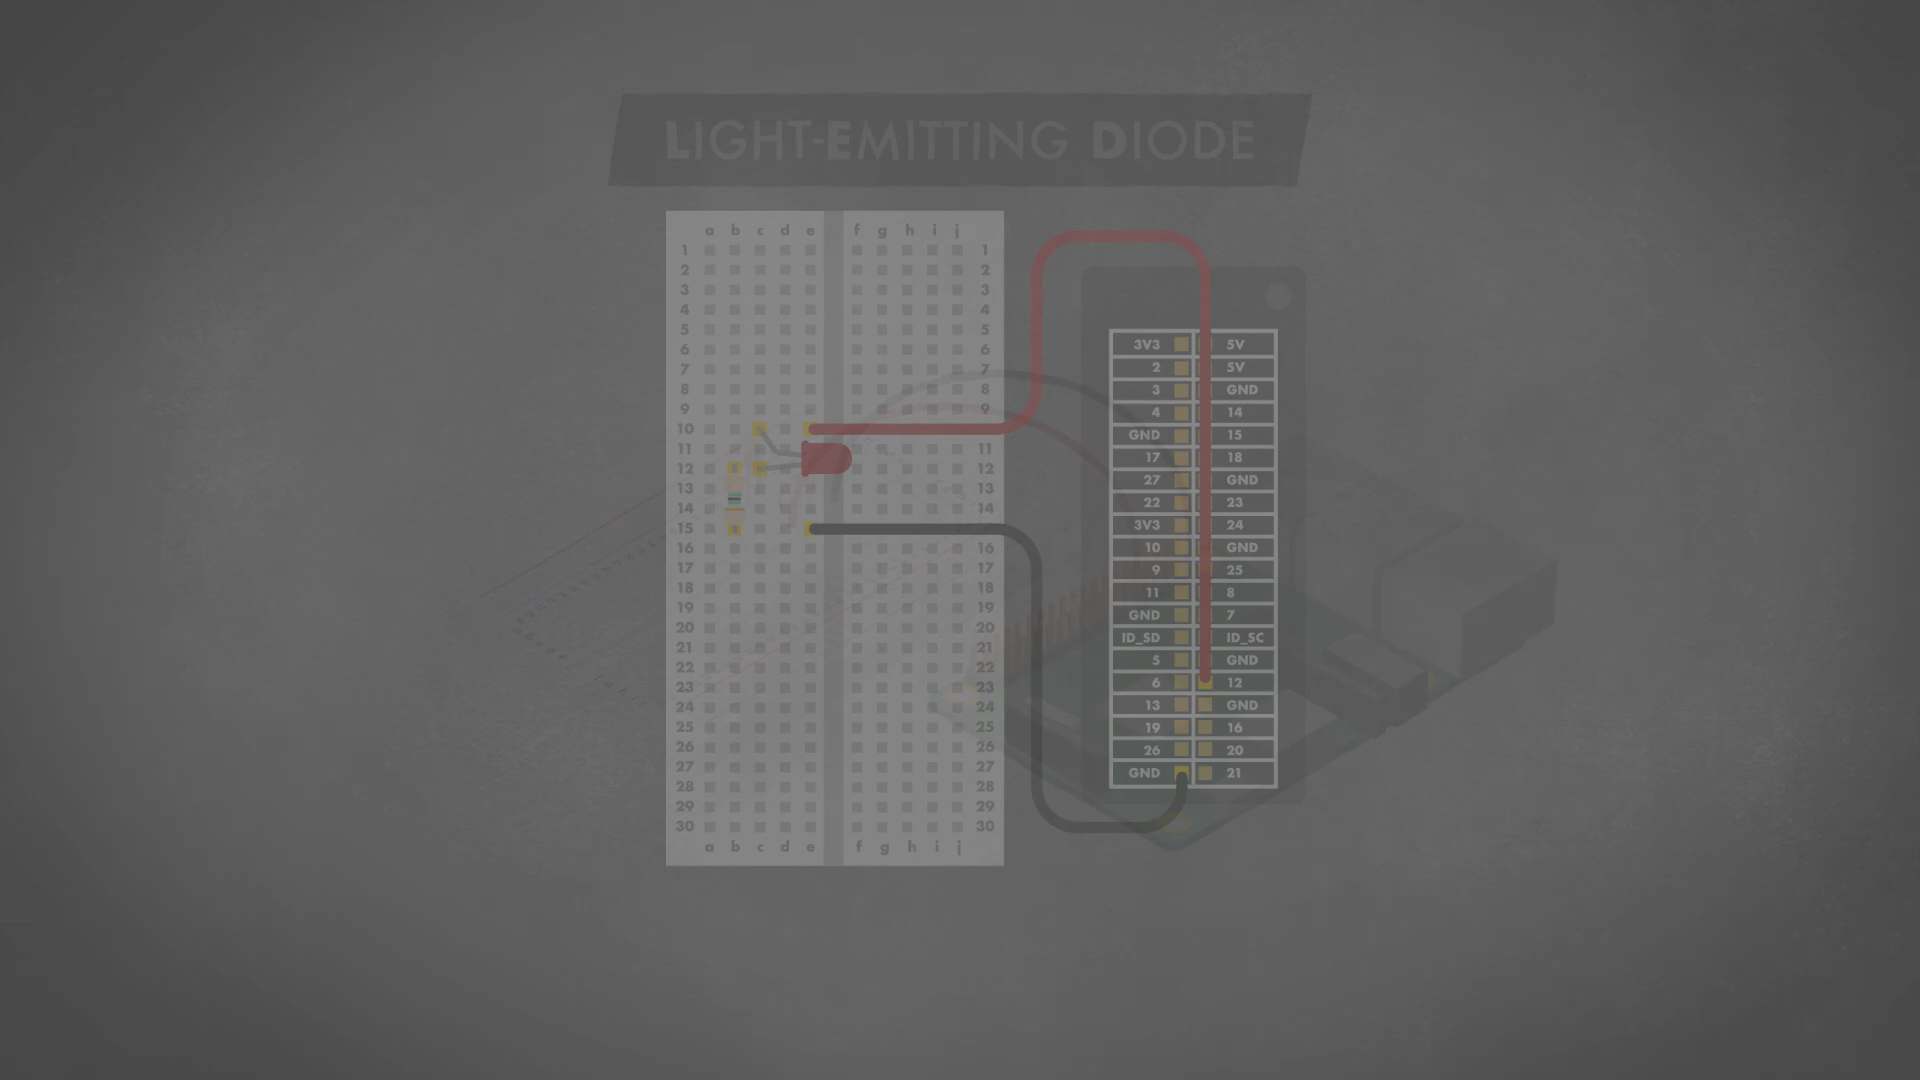 LIGHT-EMITTING DIODE
a b c d e f g h i j
1 1
2 2
3 3
4 4
5 5
6 6
7 7
8 8
9 9
10
11 11
12 12
13 13
14 14
15
16 16
17 17
18 18
19 19
20 20
21 21
22 22
23 23
24 24
25 25
26 26
27 27
28 28
29 29
30 30
a b c d e f g h i j
3V3 5V
2 5V
3 GND
4 14
GND 15
17 18
27 GND
22 23
3V3 24
10 GND
9 25
11 8
GND 7
ID_SD ID_SC
5 GND
6 12
13 GND
19 16
26 20
GND 21